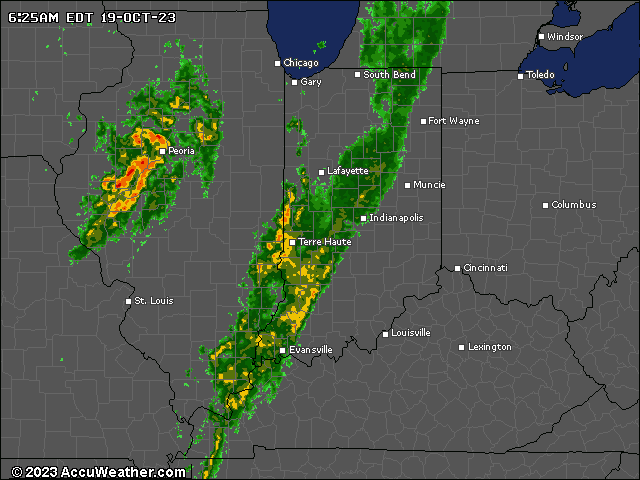 6:25AM EDT 19-OCT-23
Windsor
Chicago
South Bend
Toledo
Gary
Fort Wayne
Peoria
Lafayette
Muncie
Columbus
Indianapolis
Terre Haute
Cincinnati
St. Louis
Louisville
Lexington
Evansville
© 2023 AccuWeather.com